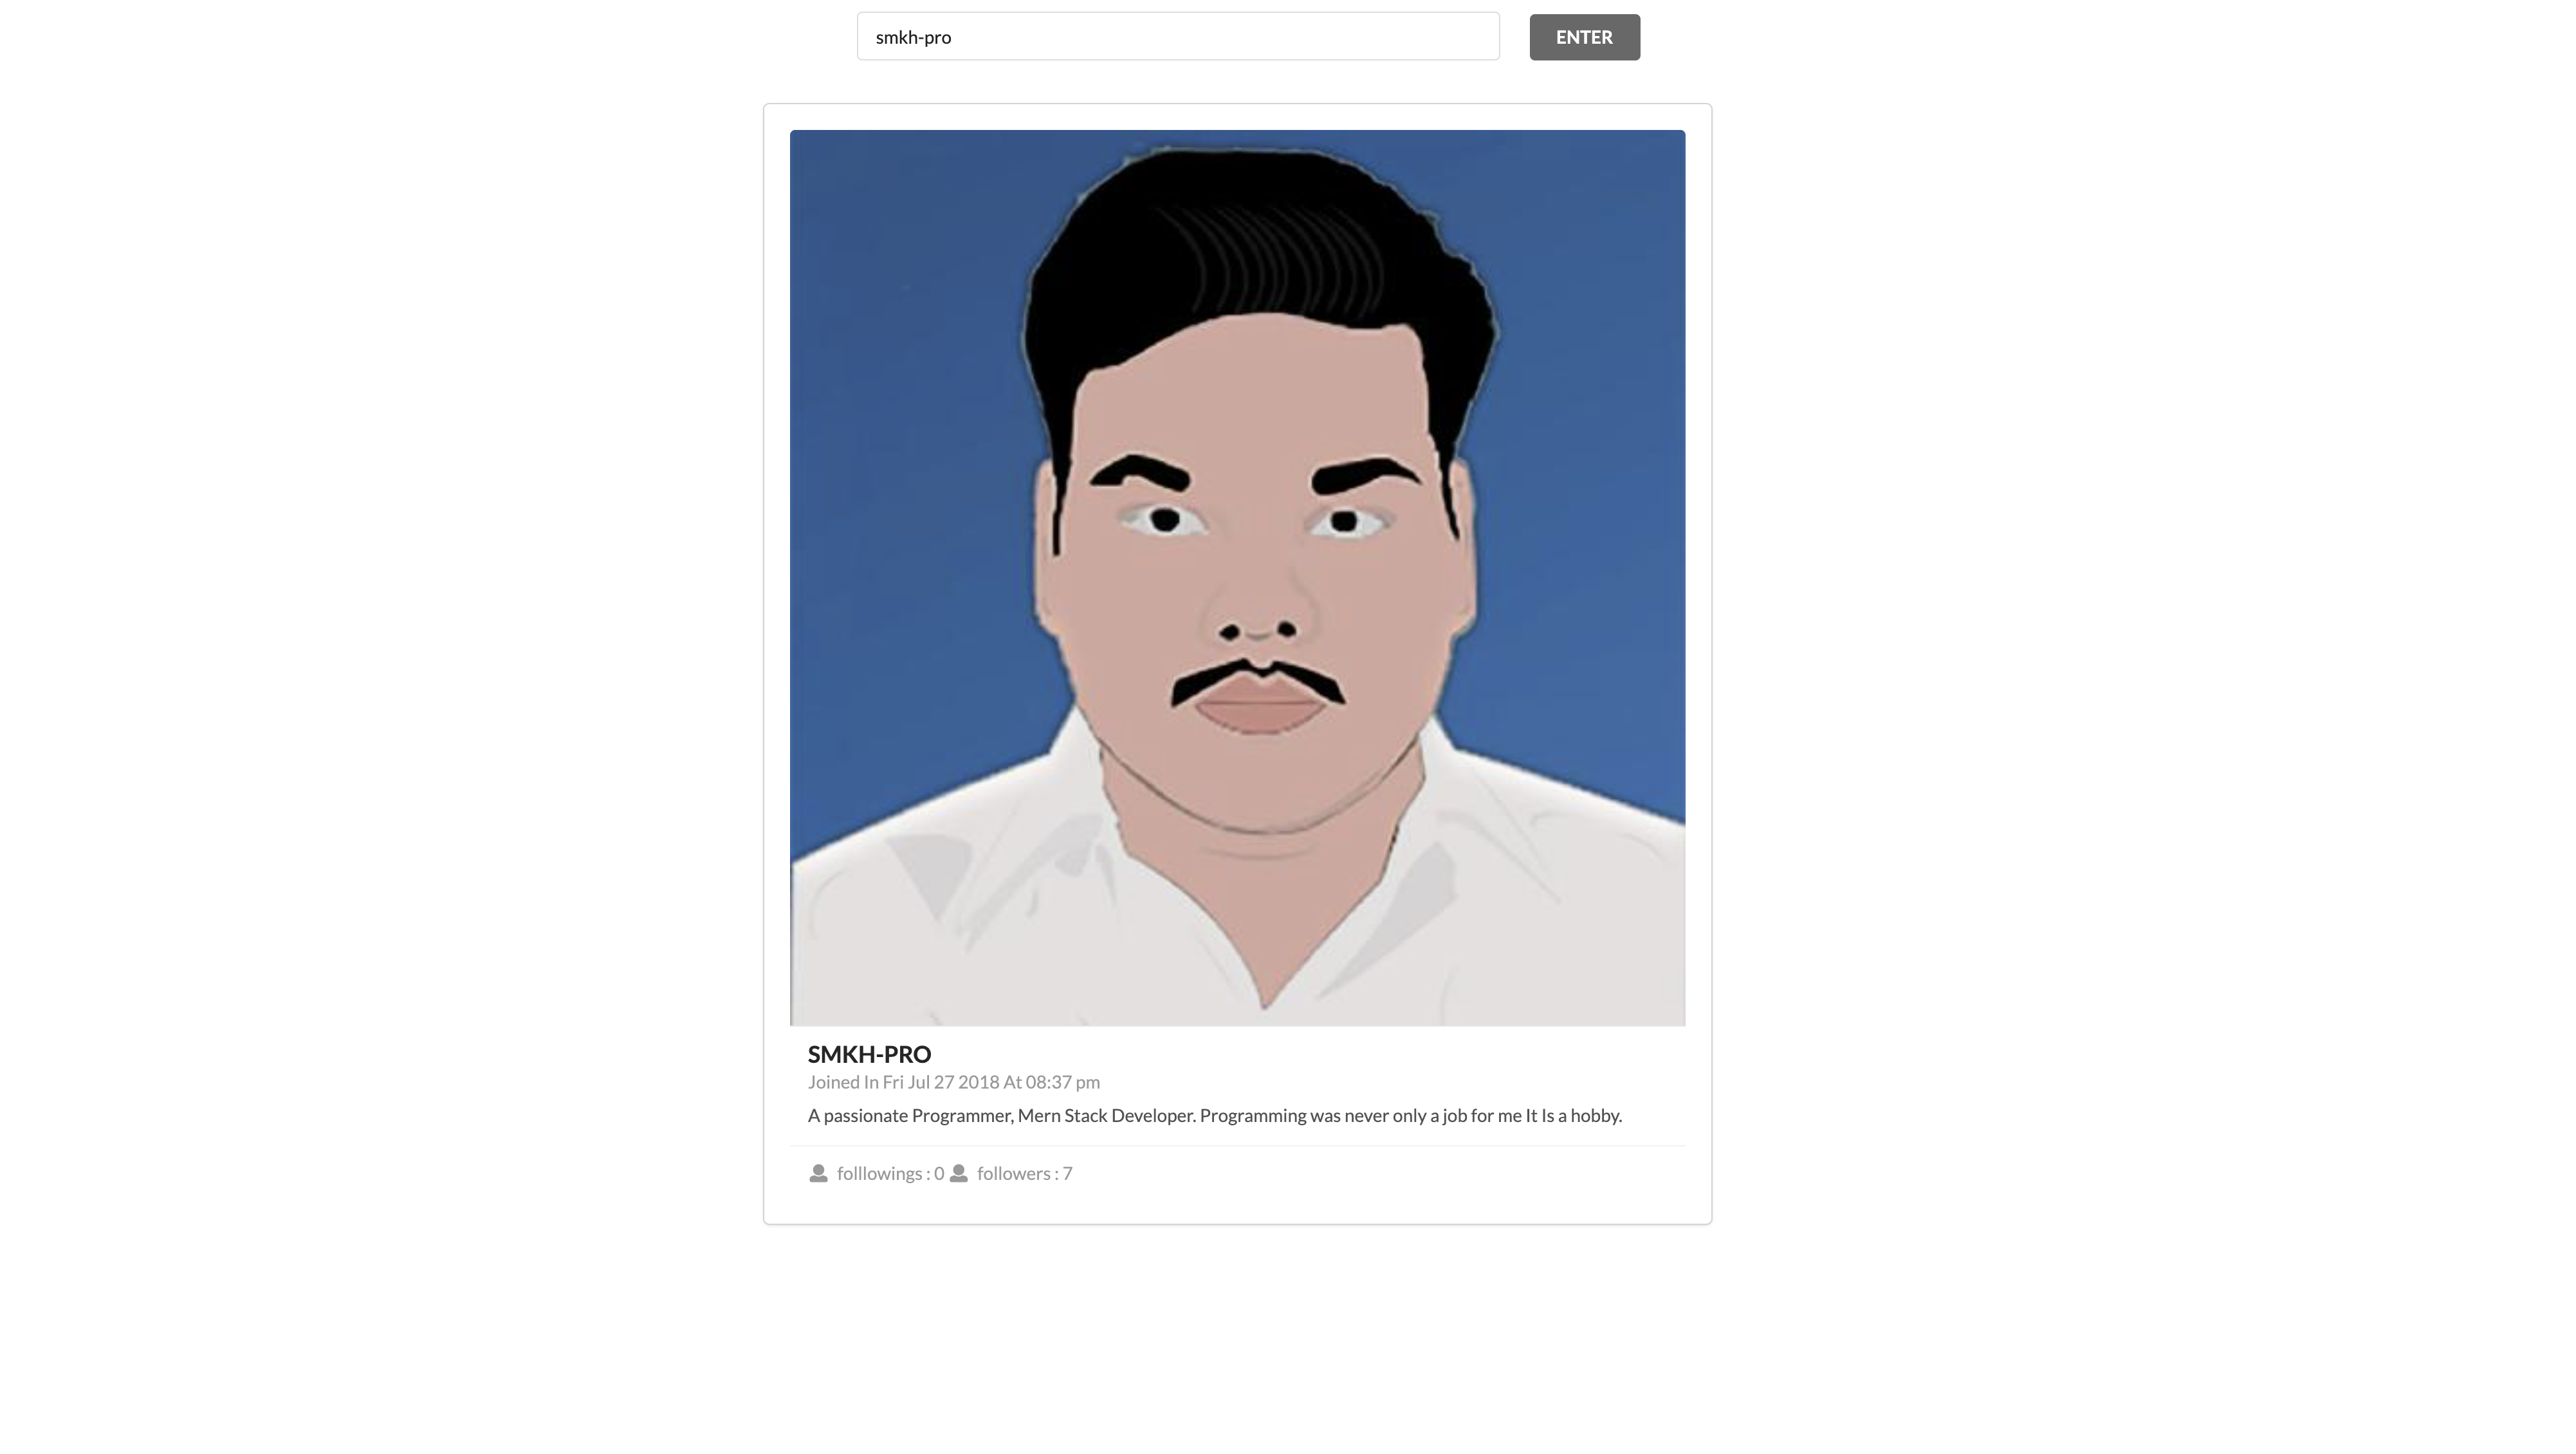 smkh-pro
ENTER
SMKH-PRO
Joined In Fri Jul 27 2018 At 08:37 pm
A passionate Programmer, Mern Stack Developer. Programming was never only a job for me It Is a hobby.
folllowings : 0 followers : 7